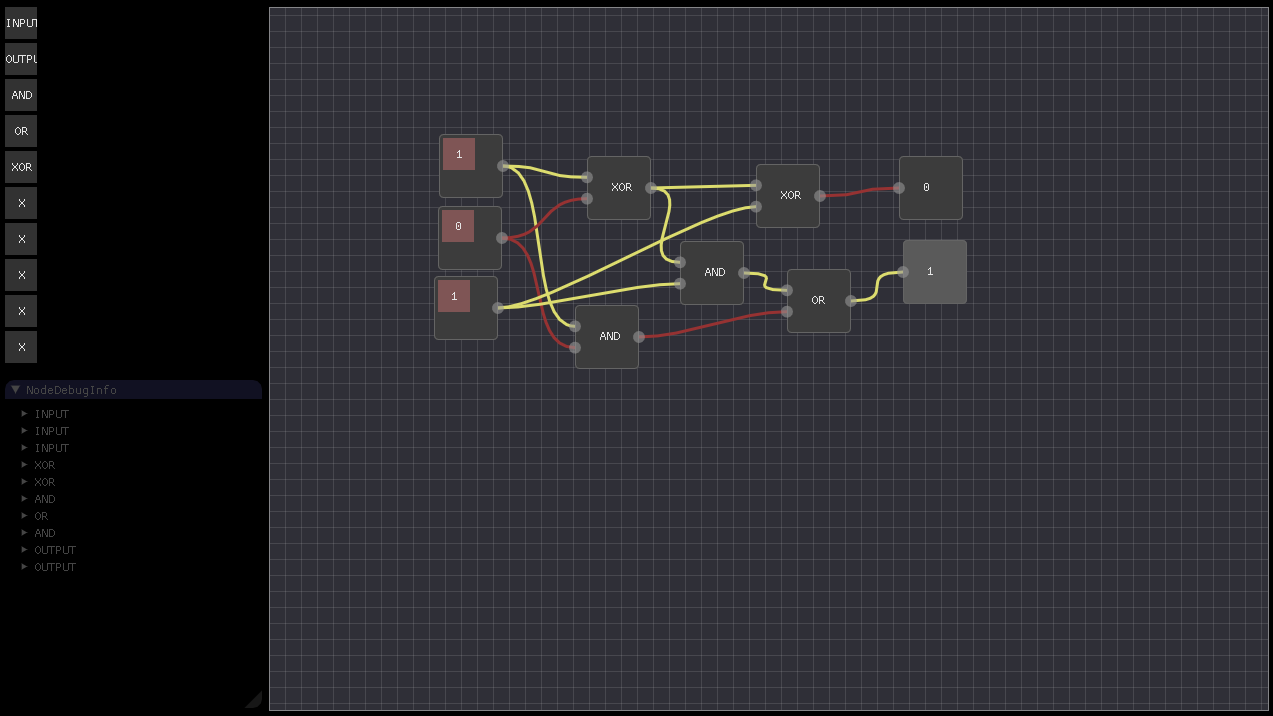 INPUT
OUTPU
AND
OR
XOR
X
X
X
X
X
NodeDebugInfo
INPUT
INPUT
INPUT
XOR
XOR
AND
OR
AND
OUTPUT
OUTPUT
1
0
1
XOR
AND
AND
XOR
OR
0
1